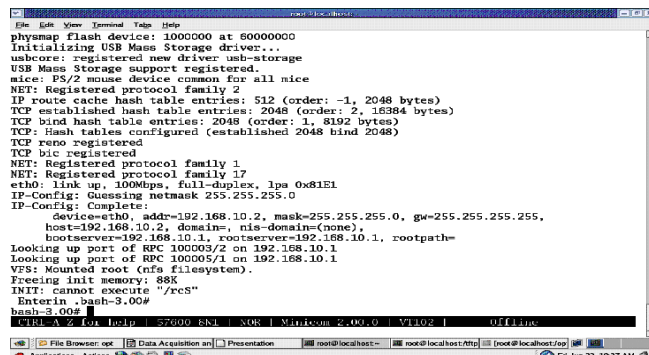 root@localhost:~
File Edit View Terminal Tabs Help
physmap flash device: 1000000 at 60000000
Initializing USB Mass Storage driver...
usbcore: registered new driver usb-storage
USB Mass Storage support registered.
mice: PS/2 mouse device common for all mice
NET: Registered protocol family 2
IP route cache hash table entries: 512 (order: -1, 2048 bytes)
TCP established hash table entries: 2048 (order: 2, 16384 bytes)
TCP bind hash table entries: 2048 (order: 1, 8192 bytes)
TCP: Hash tables configured (established 2048 bind 2048)
TCP reno registered
TCP bic registered
NET: Registered protocol family 1
NET: Registered protocol family 17
eth0: link up, 100Mbps, full-duplex, lpa 0x81E1
IP-Config: Guessing netmask 255.255.255.0
IP-Config: Complete:
device=eth0, addr=192.168.10.2, mask=255.255.255.0, gw=255.255.255.255,
host=192.168.10.2, domain=, nis-domain=(none),
bootserver=192.168.10.1, rootserver=192.168.10.1, rootpath=
Looking up port of RPC 100003/2 on 192.168.10.1
Looking up port of RPC 100005/1 on 192.168.10.1
VFS: Mounted root (nfs filesystem).
Freeing init memory: 88K
INIT: cannot execute "/rcS"
Enterin .bash-3.00#
bash-3.00#
CTRL-A Z for help | 57600 8N1 | NOR | Minicom 2.00.0 | VT102 | Offline
File Browser: opt Data Acquisition an Presentation root@localhost:~ root@localhost:/tftp [root@localhost:/op
Applications Actions